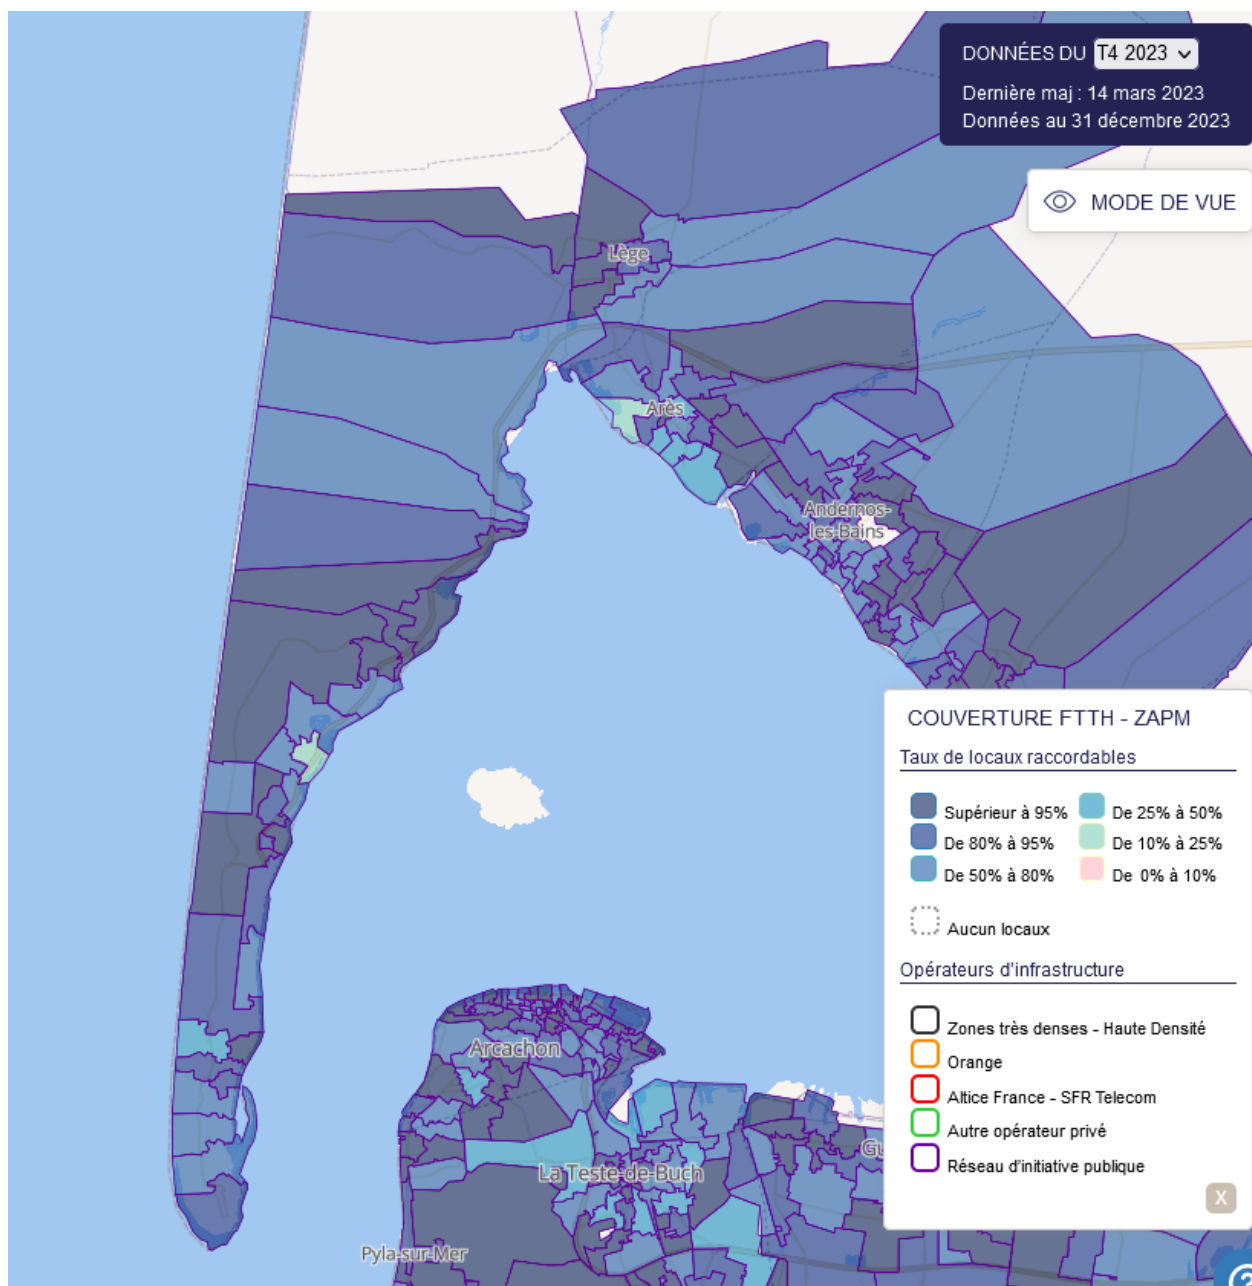 DONNÉES DU T4 2023
Dernière maj : 14 mars 2023
Données au 31 décembre 2023
MODE DE VUE
Lège
Arès
Andernos-
les-Bains
COUVERTURE FTTH - ZAPM
Taux de locaux raccordables
Supérieur à 95% De 25% à 50%
De 80% à 95% De 10% à 25%
De 50% à 80% De 0% à 10%
Aucun locaux
Opérateurs d'infrastructure
Zones très denses - Haute Densité
Orange
Altice France - SFR Telecom
Autre opérateur privé
Réseau d'initiative publique
X
Arcachon
Gu
La Teste-de-Buch
Pyla-sur-Mer